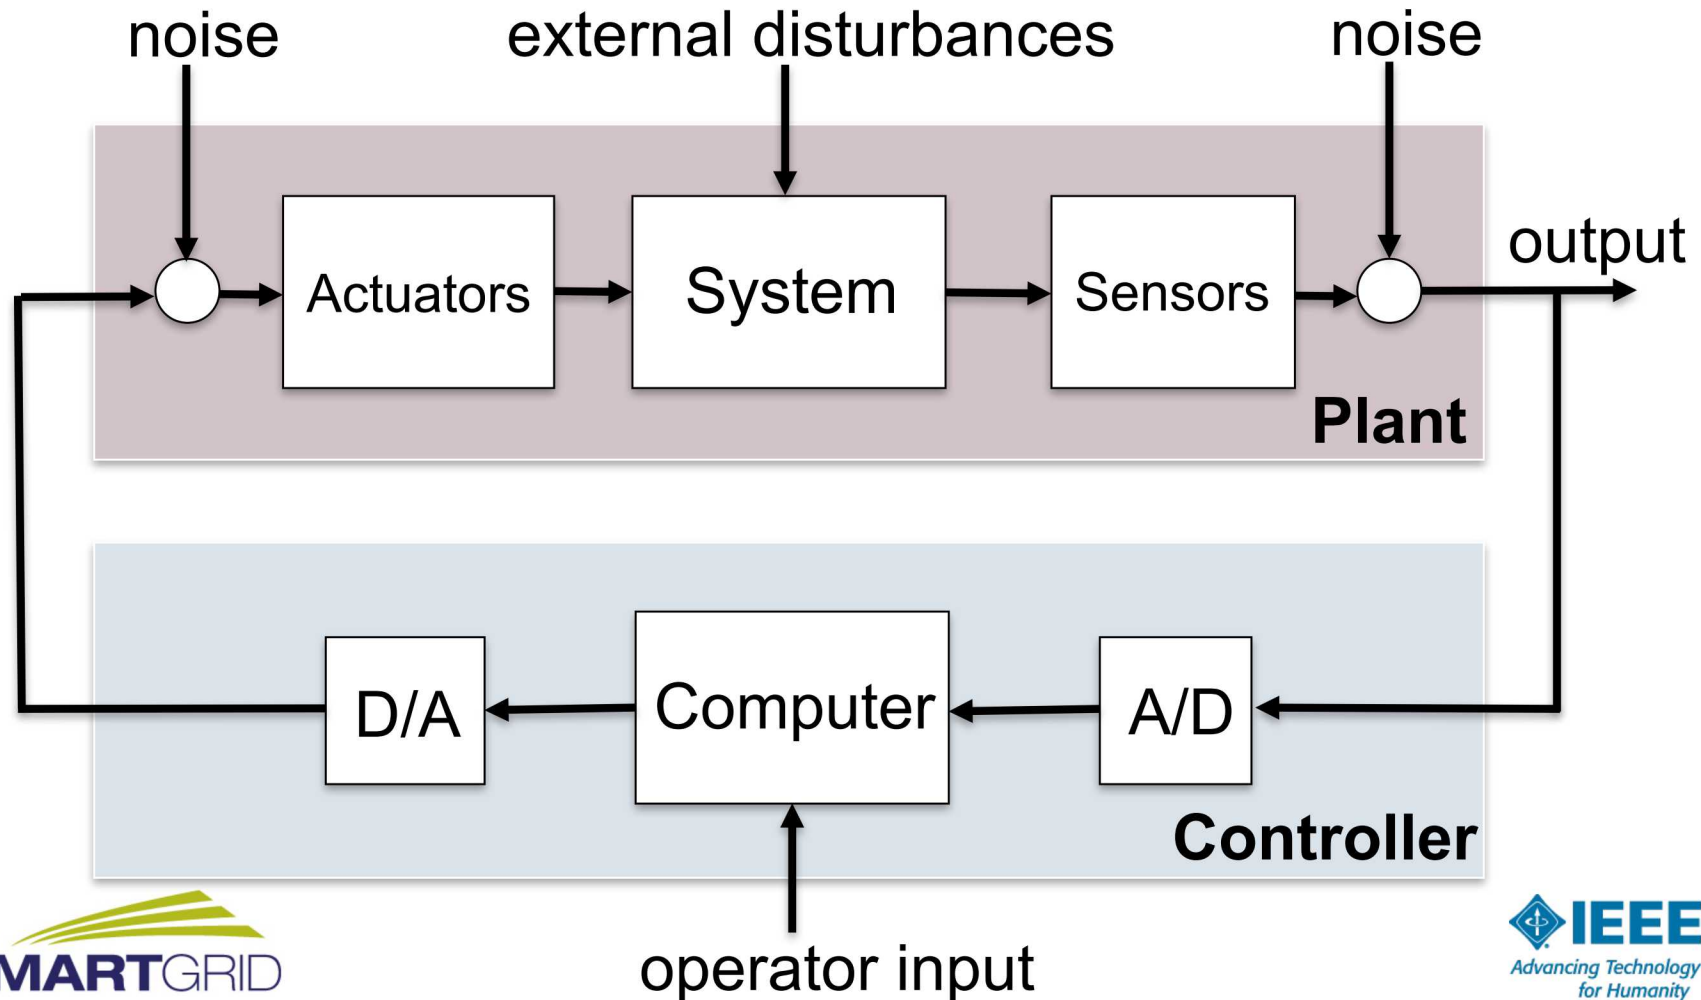 noise
external disturbances
noise
output
Actuators
System
Sensors
Plant
D/A
Computer
A/D
Controller
operator input
MARTGRID
IEEE
Advancing Technology
for Humanity